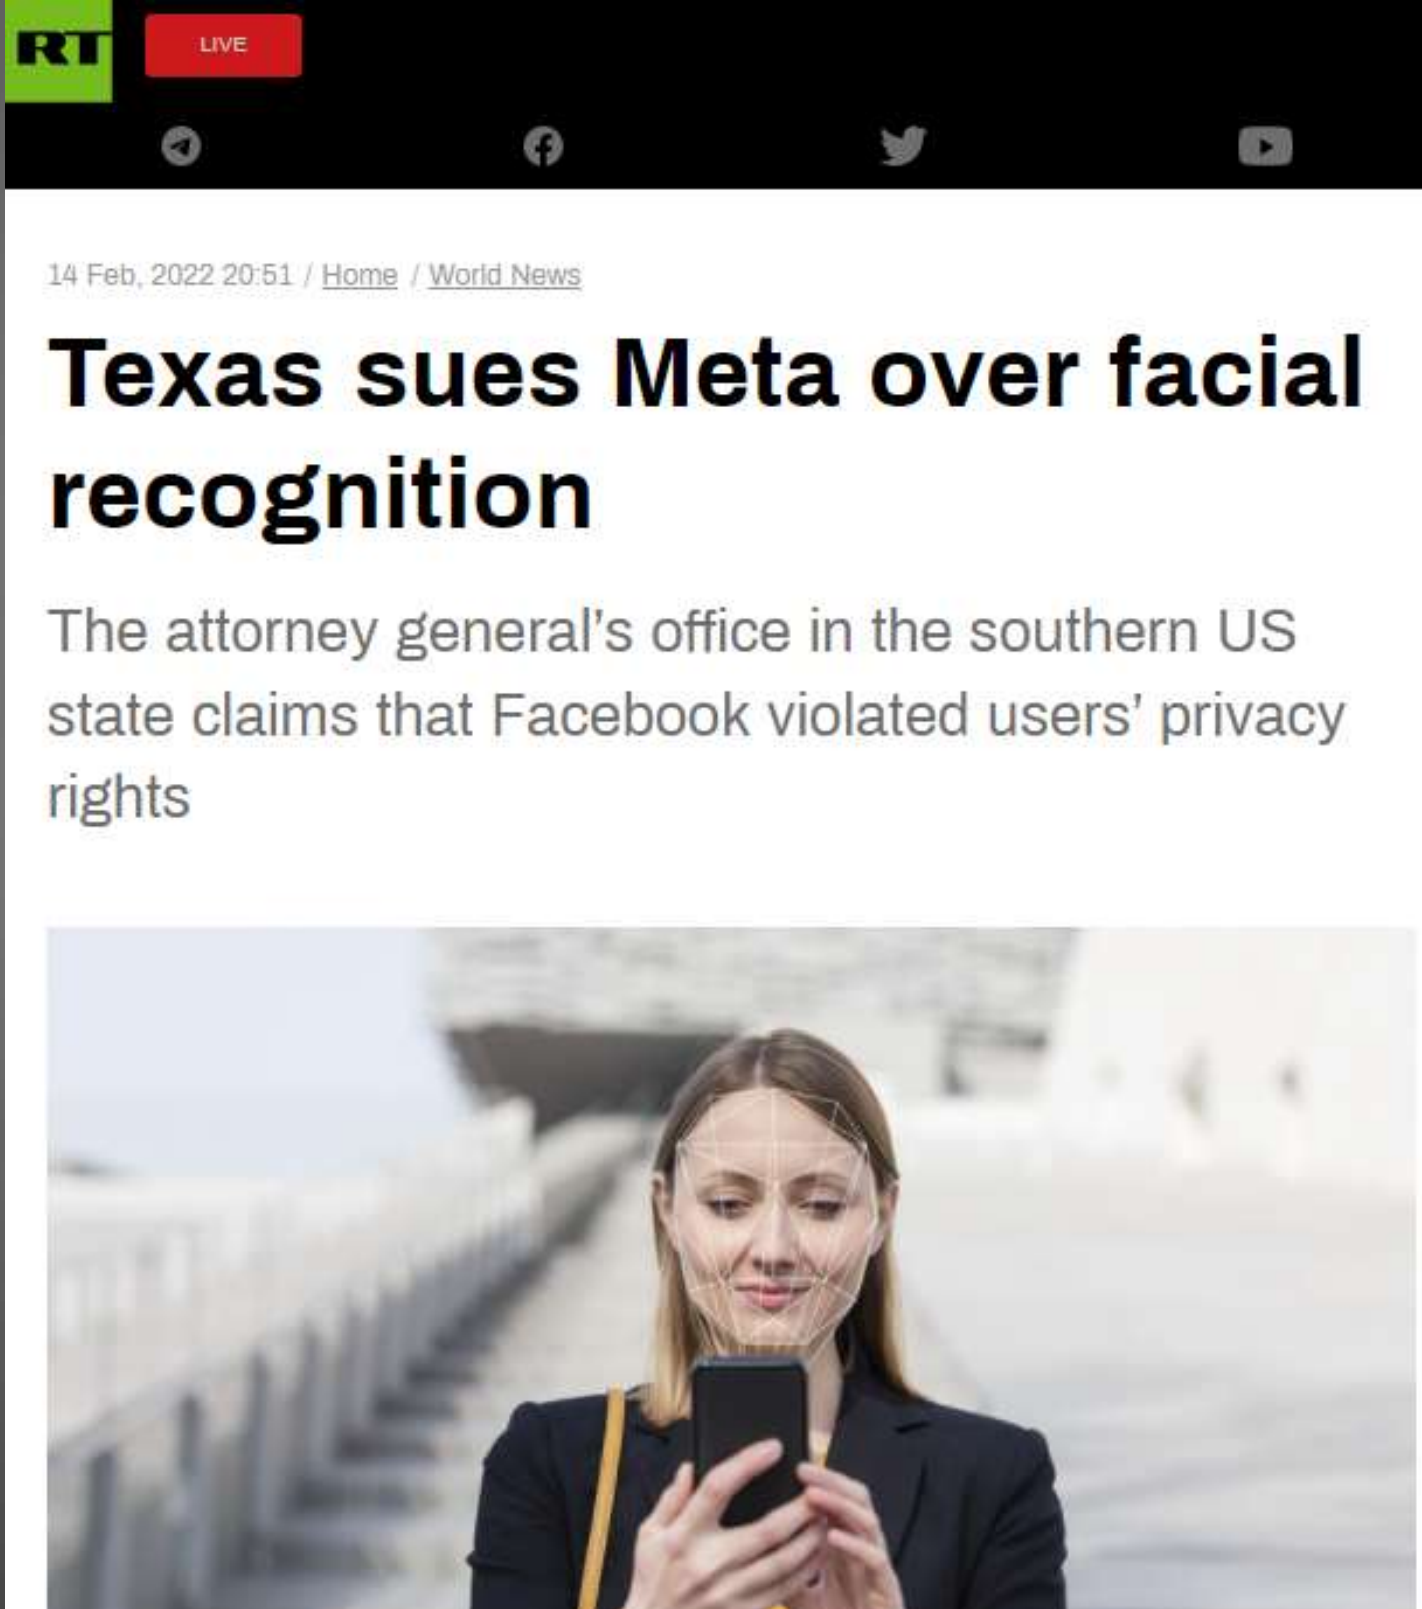 RT
LIVE
14 Feb, 2022 20:51 / Home / World News
Texas sues Meta over facial
recognition
The attorney general’s office in the southern US
state claims that Facebook violated users’ privacy
rights